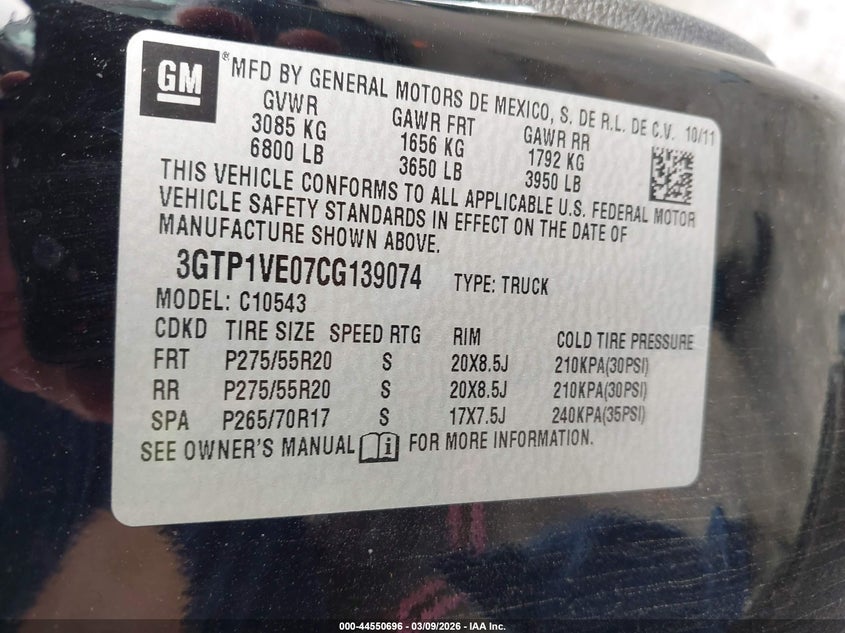 GM ® MFD BY GENERAL MOTORS DE MEXICO, S. DE R.L. DE C.V. 10/11
GVWR GAWR FRT GAWR RR
3085 KG 1656 KG 1792 KG
6800 LB 3650 LB 3950 LB
THIS VEHICLE CONFORMS TO ALL APPLICABLE U.S. FEDERAL MOTOR
VEHICLE SAFETY STANDARDS IN EFFECT ON THE DATE OF
MANUFACTURE SHOWN ABOVE.
3GTP1VE07CG139074 TYPE: TRUCK
MODEL: C10543
CDKD TIRE SIZE SPEED RTG RIM COLD TIRE PRESSURE
FRT P275/55R20 S 20X8.5J 210KPA(30PSI)
RR P275/55R20 S 20X8.5J 210KPA(30PSI)
SPA P265/70R17 S 17X7.5J 240KPA(35PSI)
SEE OWNER'S MANUAL i FOR MORE INFORMATION.
000-44550696 - 03/09/2026 - IAA Inc.